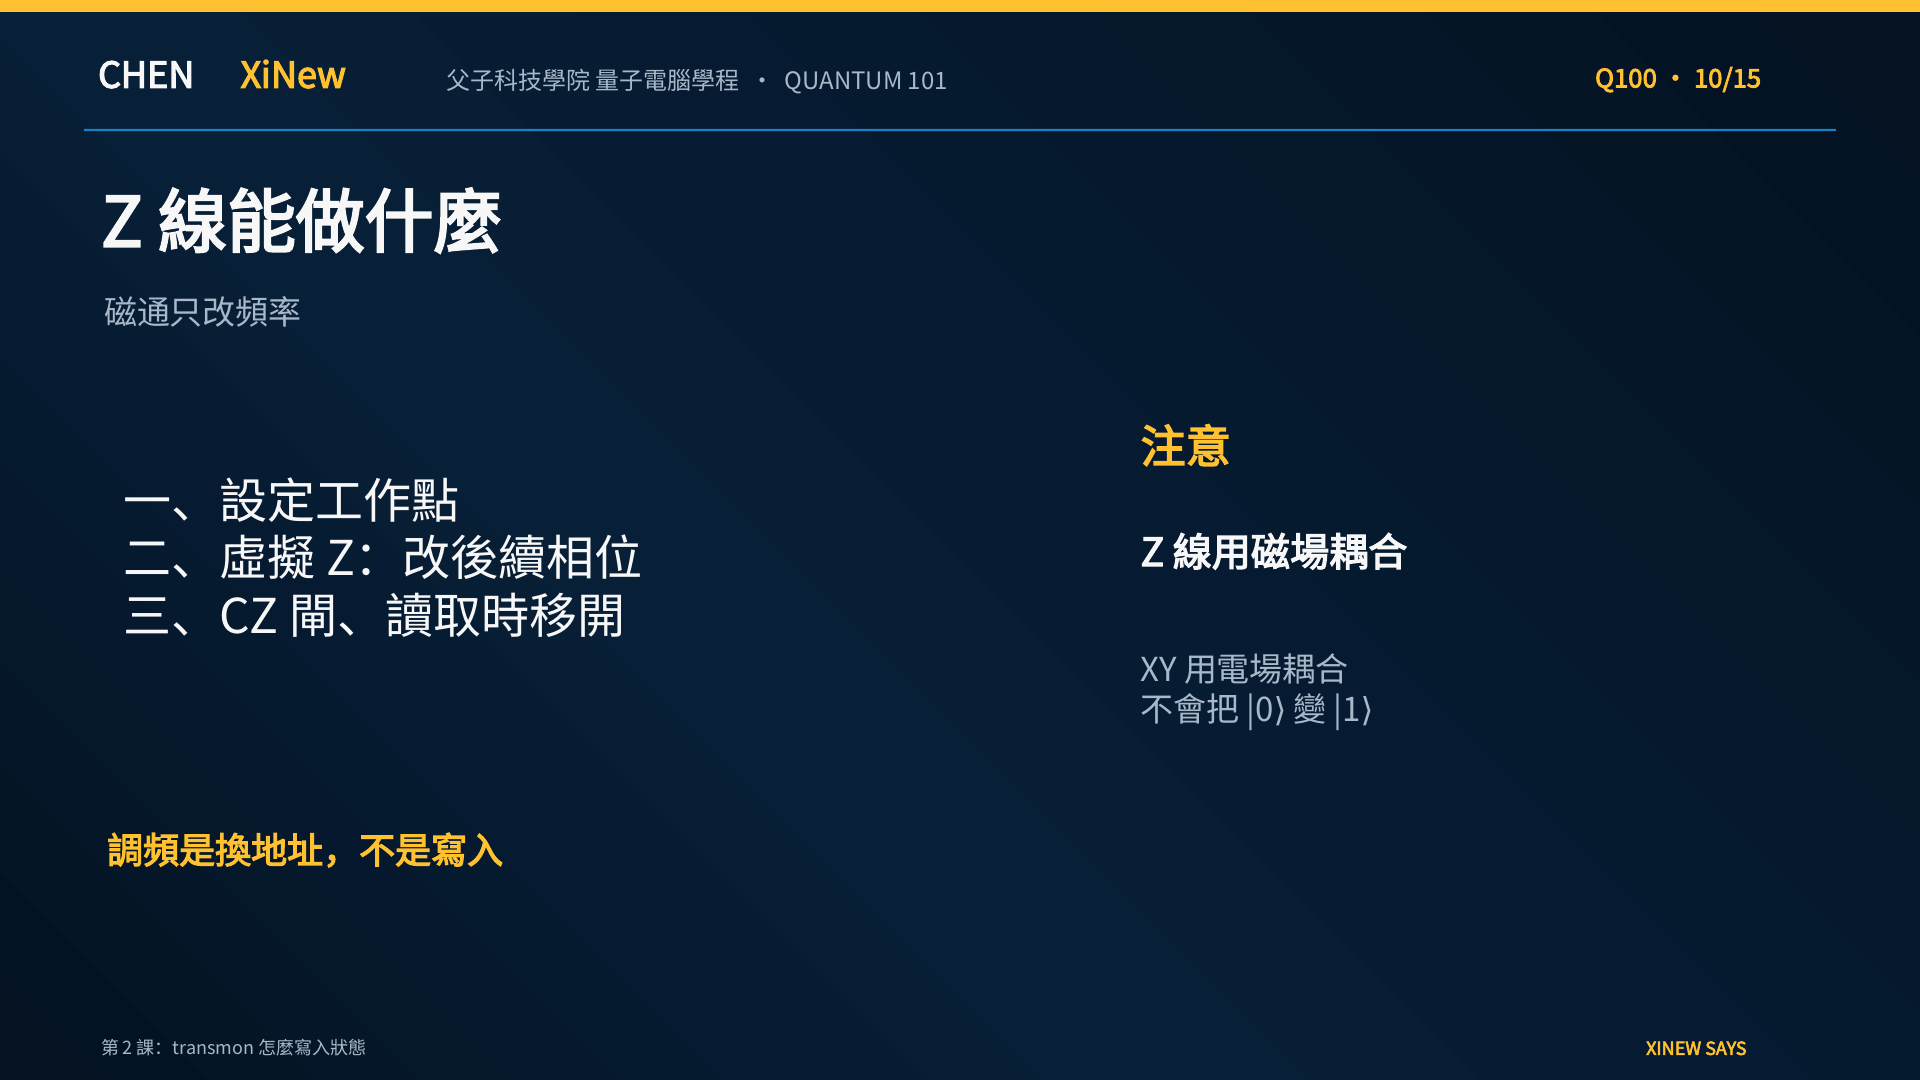 CHEN XiNew 父子科技學院 量子電腦學程 · QUANTUM 101 Q100 · 10/15
Z 線能做什麼
磁通只改頻率
一、設定工作點
二、虛擬 Z：改後續相位
三、CZ 閘、讀取時移開
調頻是換地址，不是寫入
注意
Z 線用磁場耦合
XY 用電場耦合
不會把 |0⟩ 變 |1⟩
第 2 課：transmon 怎麼寫入狀態
XINEW SAYS